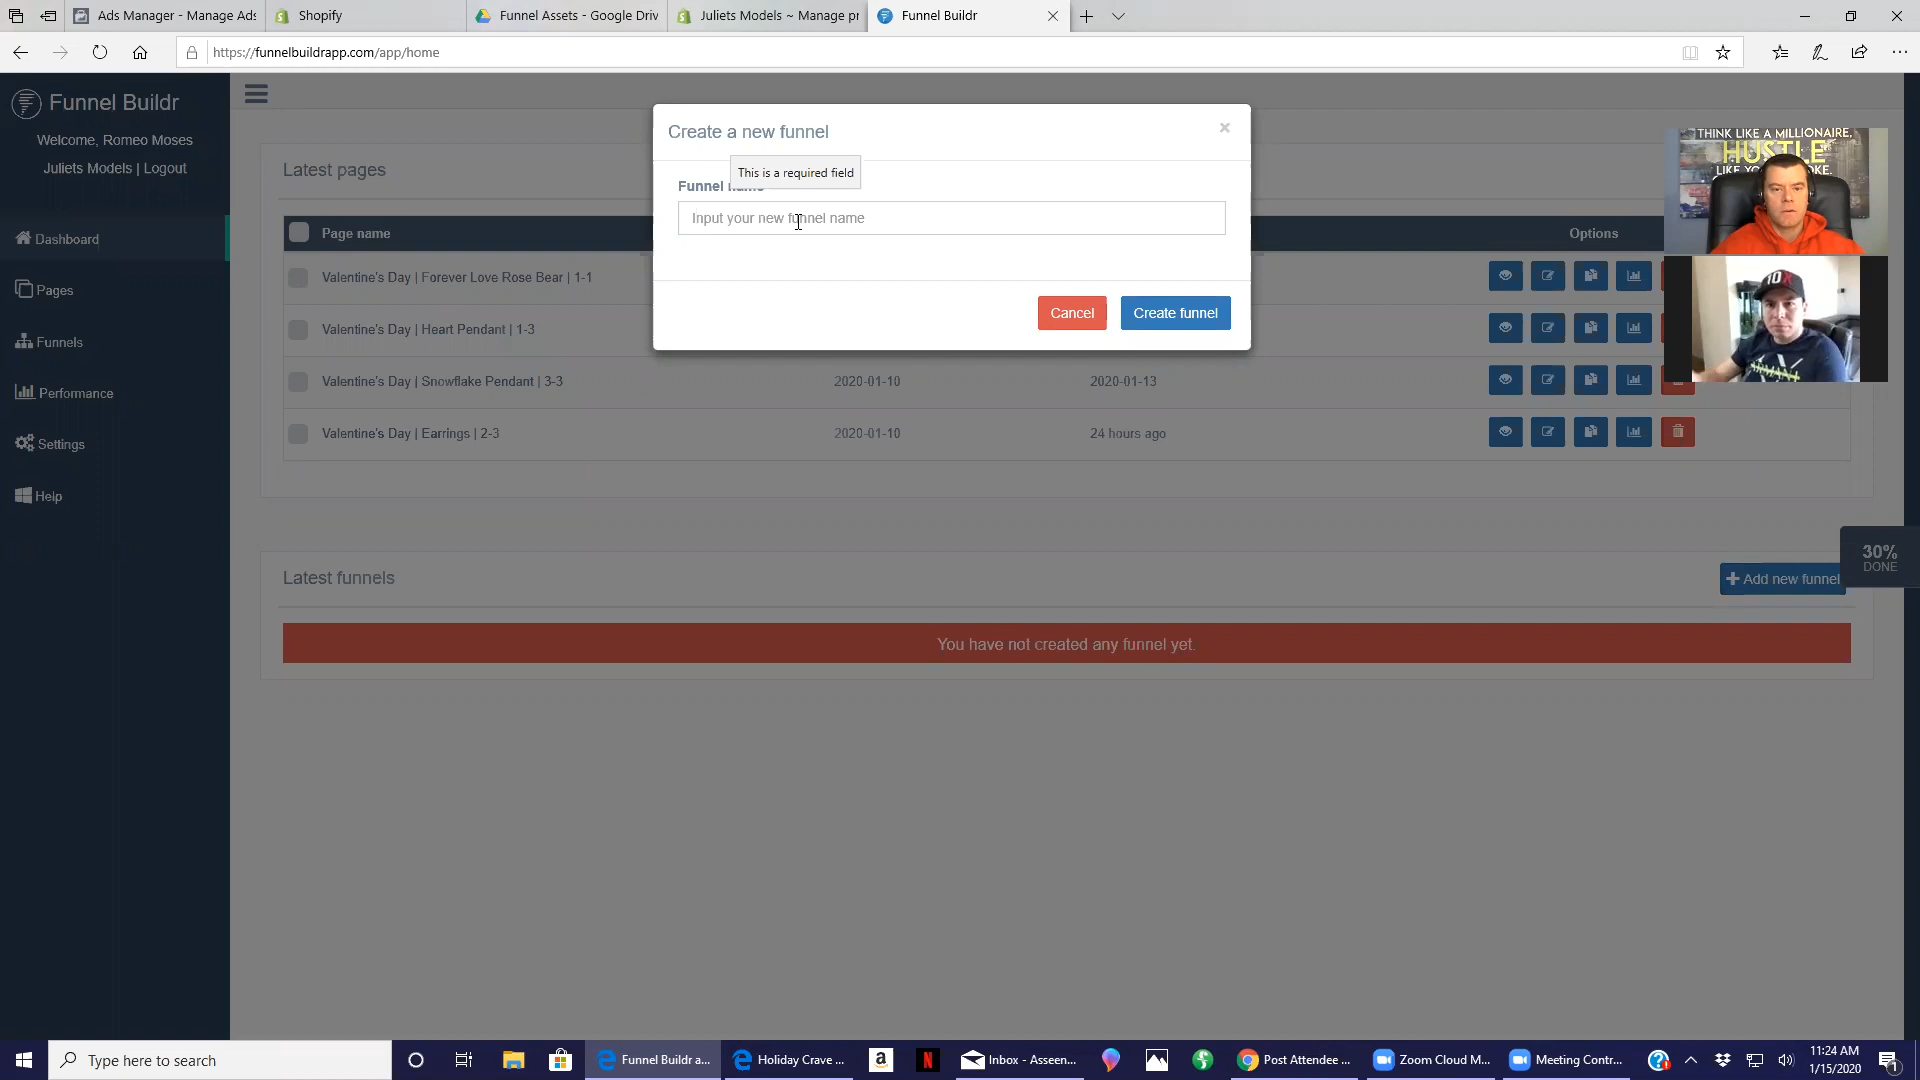 Ads Manager - Manage Ads
Shopify
Funnel Assets - Google Driv
Juliets Models ~ Manage pr
Funnel Buildr
https://funnelbuildrapp.com/app/home
Funnel Buildr
Welcome, Romeo Moses
Juliets Models | Logout
Dashboard
Pages
Funnels
Performance
Settings
Help
Latest pages
Page name
Options
Valentine's Day | Forever Love Rose Bear | 1-1
Valentine's Day | Heart Pendant | 1-3
Valentine's Day | Snowflake Pendant | 3-3
2020-01-10
2020-01-13
Valentine's Day | Earrings | 2-3
2020-01-10
24 hours ago
Create a new funnel
This is a required field
Funnel name
Input your new funnel name
Cancel
Create funnel
THINK LIKE A MILLIONAIRE,
HUSTLE
10X
Latest funnels
Add new funnel
30%
DONE
You have not created any funnel yet.
Type here to search
Funnel Buildr a...
Holiday Crave ...
Inbox - Asseen...
Post Attendee ...
Zoom Cloud M...
Meeting Contr...
11:24 AM
1/15/2020
1